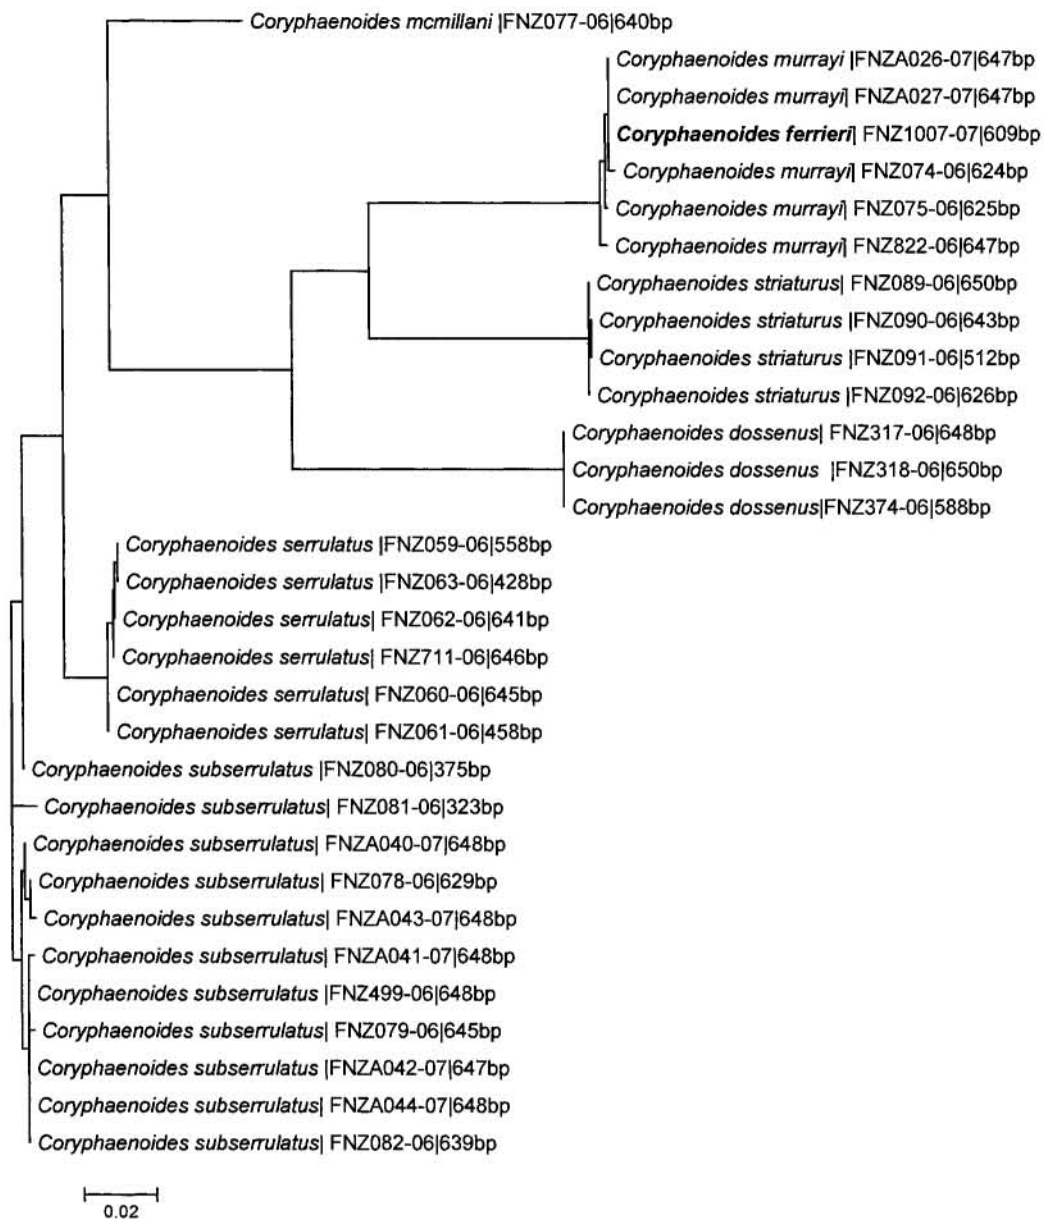 Coryphaenoides mcmillani |FNZ077-06|640bp
Coryphaenoides murrayi |FNZA026-07|647bp
Coryphaenoides murrayi| FNZA027-07|647bp
Coryphaenoides ferrieri| FNZ1007-07|609bp
Coryphaenoides murrayi| FNZ074-06|624bp
Coryphaenoides murrayi| FNZ075-06|625bp
Coryphaenoides murrayi| FNZ822-06|647bp
Coryphaenoides striaturus| FNZ089-06|650bp
Coryphaenoides striaturus |FNZ090-06|643bp
Coryphaenoides striaturus |FNZ091-06|512bp
Coryphaenoides striaturus |FNZ092-06|626bp
Coryphaenoides dossenus| FNZ317-06|648bp
Coryphaenoides dossenus |FNZ318-06|650bp
Coryphaenoides dossenus|FNZ374-06|588bp
Coryphaenoides serrulatus |FNZ059-06|558bp
Coryphaenoides serrulatus |FNZ063-06|428bp
Coryphaenoides serrulatus| FNZ062-06|641bp
Coryphaenoides serrulatus| FNZ711-06|646bp
Coryphaenoides serrulatus| FNZ060-06|645bp
Coryphaenoides serrulatus| FNZ061-06|458bp
Coryphaenoides subserrulatus |FNZ080-06|375bp
Coryphaenoides subserrulatus| FNZ081-06|323bp
Coryphaenoides subserrulatus| FNZA040-07|648bp
Coryphaenoides subserrulatus| FNZ078-06|629bp
Coryphaenoides subserrulatus| FNZA043-07|648bp
Coryphaenoides subserrulatus| FNZA041-07|648bp
Coryphaenoides subserrulatus |FNZ499-06|648bp
Coryphaenoides subserrulatus| FNZ079-06|645bp
Coryphaenoides subserrulatus |FNZA042-07|647bp
Coryphaenoides subserrulatus| FNZA044-07|648bp
Coryphaenoides subserrulatus| FNZ082-06|639bp
0.02